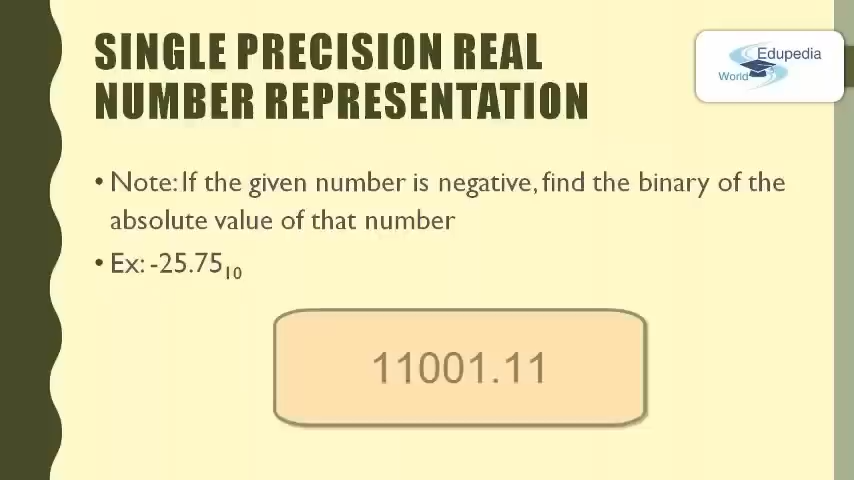 SINGLE PRECISION REAL
NUMBER REPRESENTATION
Edupedia
World
• Note: If the given number is negative, find the binary of the
absolute value of that number
• Ex: -25.75₁₀
11001.11